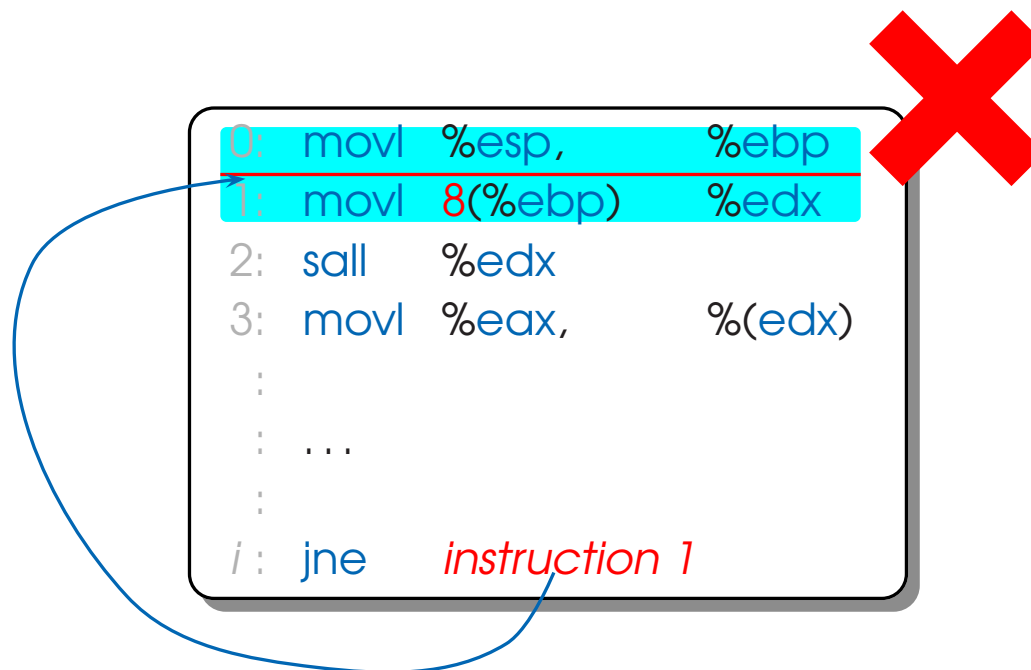 0: movl %esp, %ebp
1: movl 8(%ebp) %edx
2: sall %edx
3: movl %eax, %(edx)
:
: ...
:
i : jne instruction 1